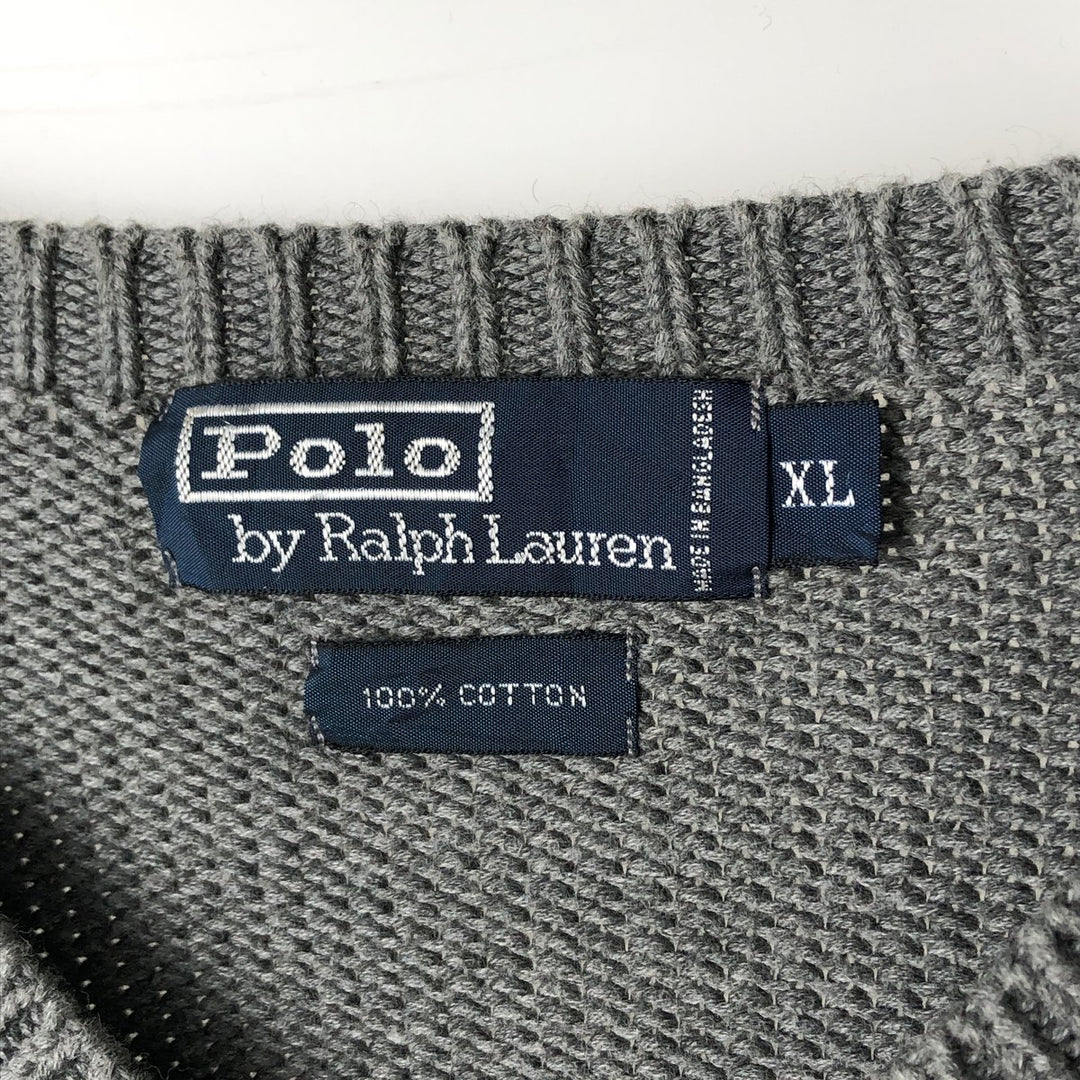 Polo
by Ralph Lauren
MADE IN BANGLADESH
XL
100% COTTON